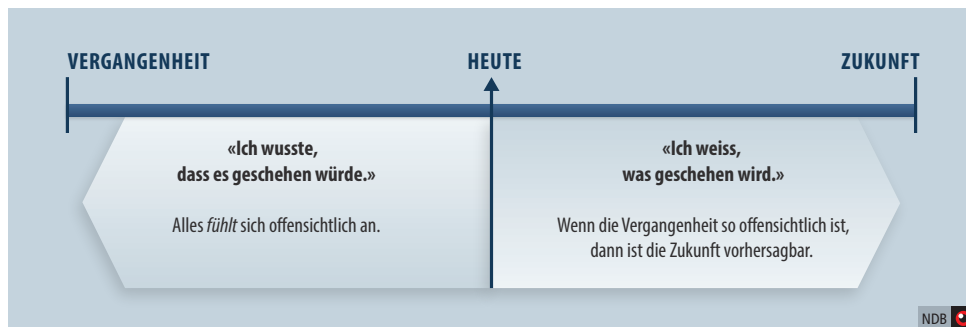 VERGANGENHEIT
HEUTE
ZUKUNFT
«Ich wusste,
dass es geschehen würde.»
Alles fühlt sich offensichtlich an.
«Ich weiss,
was geschehen wird.»
Wenn die Vergangenheit so offensichtlich ist,
dann ist die Zukunft vorhersagbar.
NDB